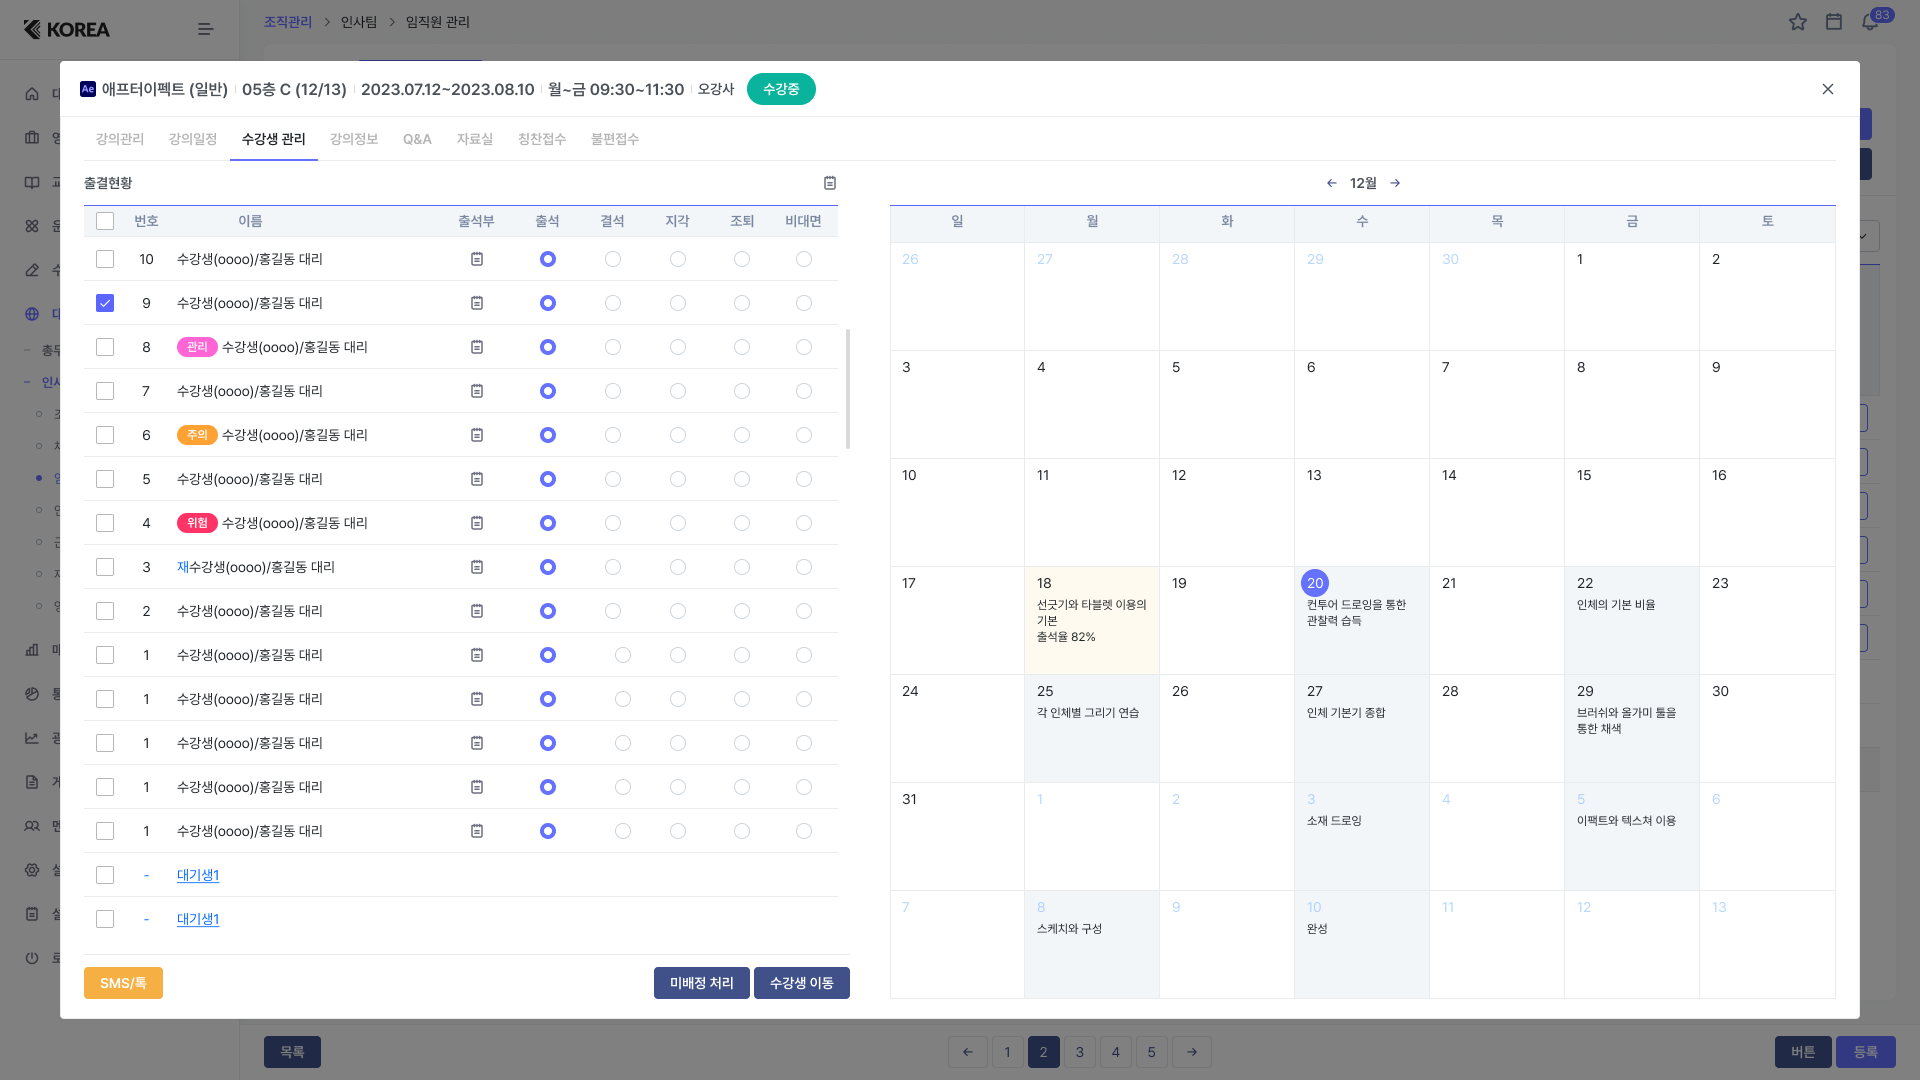 KOREA
조직관리 인사팀 임직원 관리
83
Ae 애프터이펙트 (일반) 05층 C (12/13) 2023.07.12~2023.08.10 월~금 09:30~11:30 오강사 수강중
강의관리 강의일정 수강생 관리 강의정보 Q&A 자료실 칭찬접수 불편접수
출결현황
번호 이름 출석부 출석 결석 지각 조퇴 비대면
10 수강생(oooo)/홍길동 대리
9 수강생(oooo)/홍길동 대리
8 관리 수강생(oooo)/홍길동 대리
7 수강생(oooo)/홍길동 대리
6 주의 수강생(oooo)/홍길동 대리
5 수강생(oooo)/홍길동 대리
4 위험 수강생(oooo)/홍길동 대리
3 재수강생(oooo)/홍길동 대리
2 수강생(oooo)/홍길동 대리
1 수강생(oooo)/홍길동 대리
1 수강생(oooo)/홍길동 대리
1 수강생(oooo)/홍길동 대리
1 수강생(oooo)/홍길동 대리
1 수강생(oooo)/홍길동 대리
- 대기생1
- 대기생1
SMS/톡 미배정 처리 수강생 이동
12월
일 월 화 수 목 금 토
26 27 28 29 30 1 2
3 4 5 6 7 8 9
10 11 12 13 14 15 16
17 18 19 20 21 22 23
선긋기와 타블렛 이용의
기본
출석율 82%
컨투어 드로잉을 통한
관찰력 습득
인체의 기본 비율
24 25 26 27 28 29 30
각 인체별 그리기 연습
인체 기본기 종합
브러쉬와 올가미 툴을
통한 채색
31 1 2 3 4 5 6
소재 드로잉
이팩트와 텍스쳐 이용
7 8 9 10 11 12 13
스케치와 구성
완성
목록 1 2 3 4 5 버튼 등록